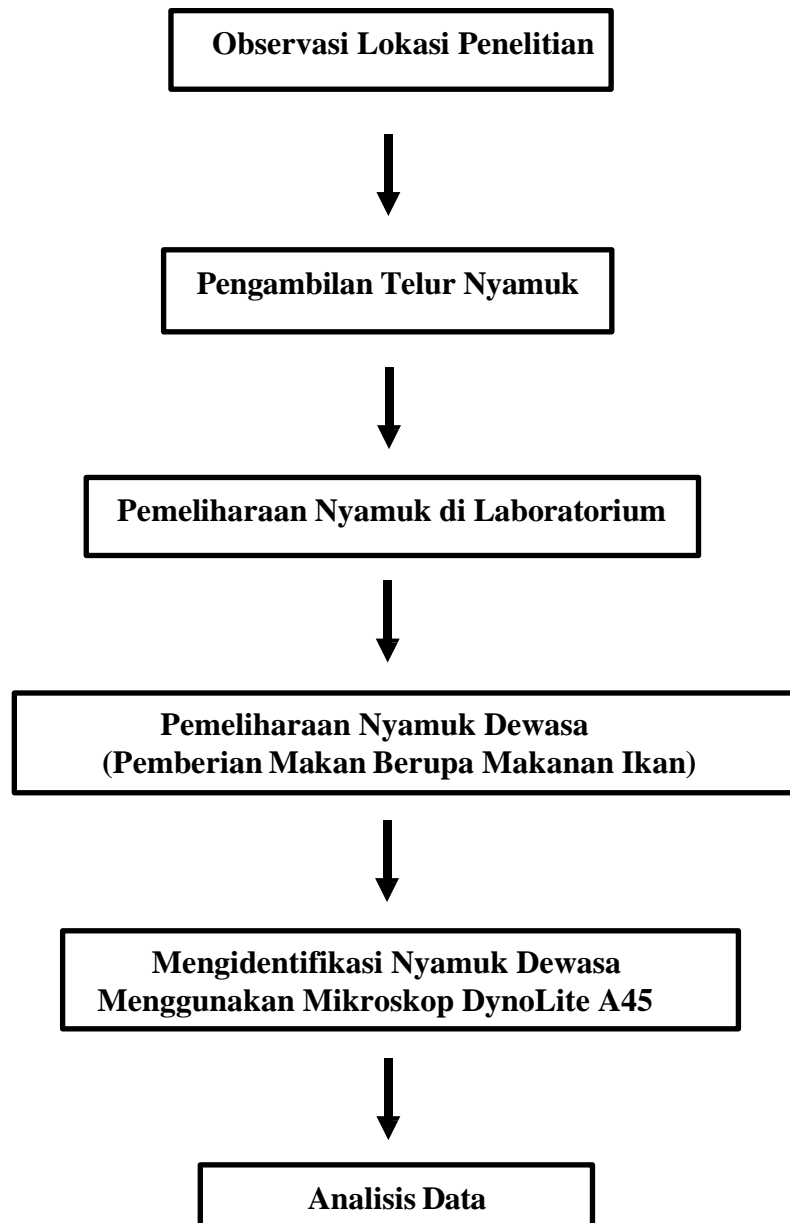 Observasi Lokasi Penelitian
Pengambilan Telur Nyamuk
Pemeliharaan Nyamuk di Laboratorium
Pemeliharaan Nyamuk Dewasa
(Pemberian Makan Berupa Makanan Ikan)
Mengidentifikasi Nyamuk Dewasa
Menggunakan Mikroskop DynoLite A45
Analisis Data